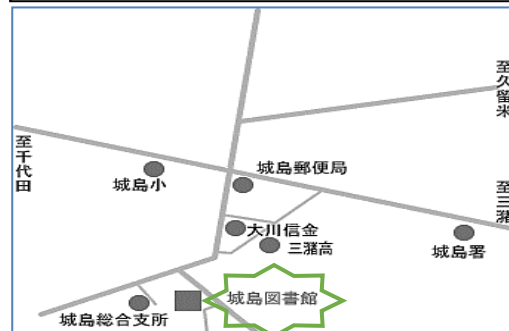 至久留米
至千代田
城島郵便局
城島小
至三潴
大川信金
三潴高
城島署
城島図書館
城島総合支所